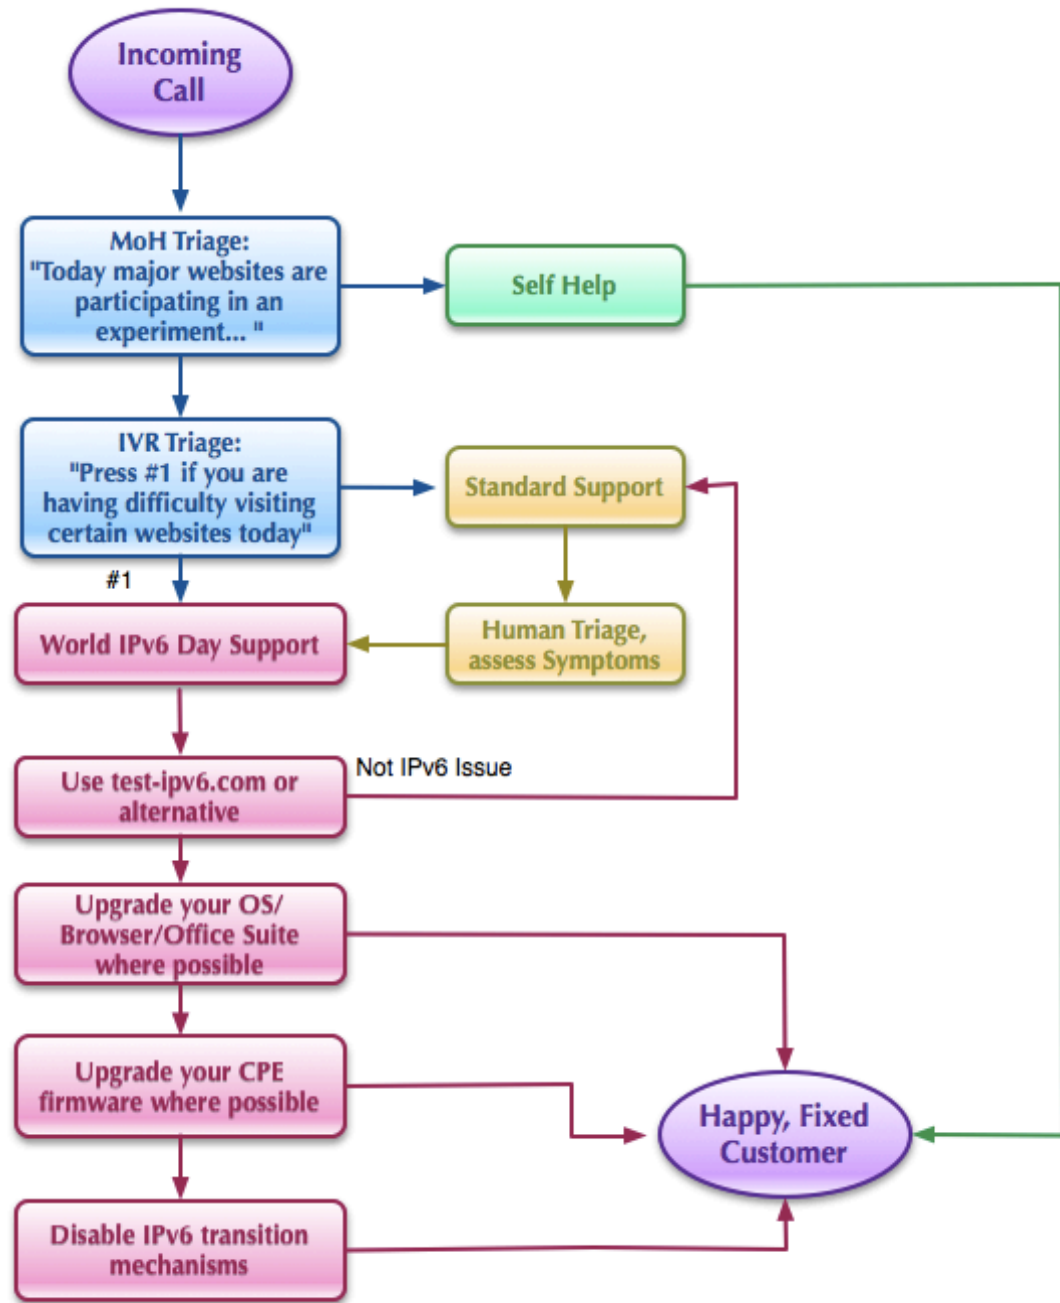 Incoming
Call
MoH Triage:
"Today major websites are
participating in an
experiment... "
Self Help
IVR Triage:
"Press #1 if you are
having difficulty visiting
certain websites today"
Standard Support
#1
World IPv6 Day Support
Human Triage,
assess Symptoms
Use test-ipv6.com or
alternative
Not IPv6 Issue
Upgrade your OS/
Browser/Office Suite
where possible
Upgrade your CPE
firmware where possible
Happy, Fixed
Customer
Disable IPv6 transition
mechanisms